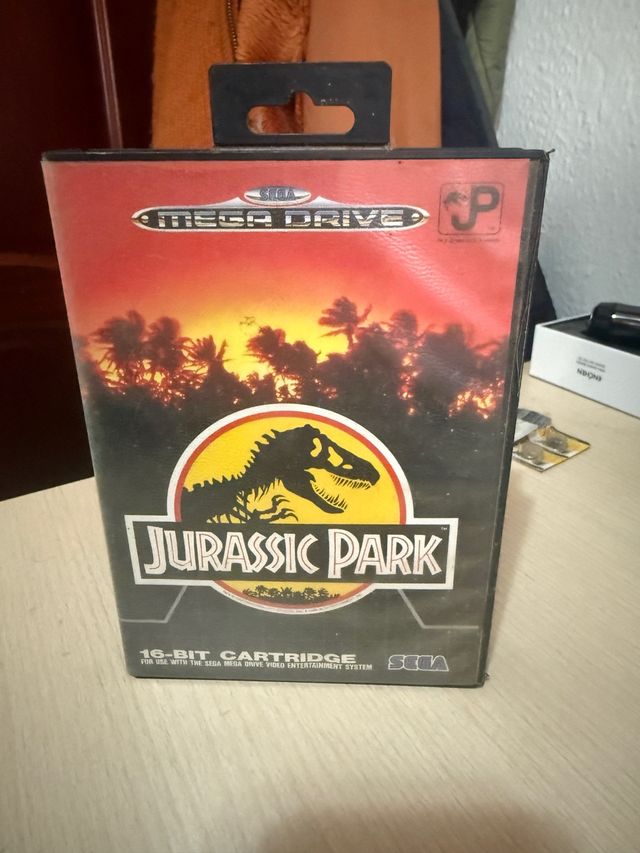 SEGA
MEGA DRIVE
JP
JURASSIC PARK
16-BIT CARTRIDGE
FOR USE WITH THE SEGA MEGA DRIVE VIDEO ENTERTAINMENT SYSTEM
SEGA
ENCHEN